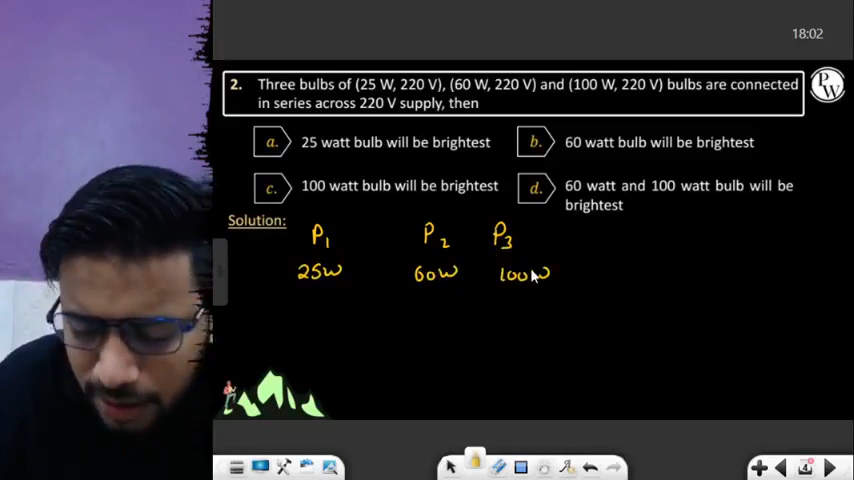 18:02
2. Three bulbs of (25 W, 220 V), (60 W, 220 V) and (100 W, 220 V) bulbs are connected
in series across 220 V supply, then
P
W
a. 25 watt bulb will be brightest
b. 60 watt bulb will be brightest
c. 100 watt bulb will be brightest
d. 60 watt and 100 watt bulb will be
brightest
Solution:
P₁ P₂ P₃
25W 60W 100W
4